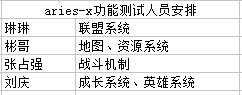 aries-x功能测试人员安排
琳琳 联盟系统
彬哥 地图、资源系统
张占强 战斗机制
刘庆 成长系统、英雄系统